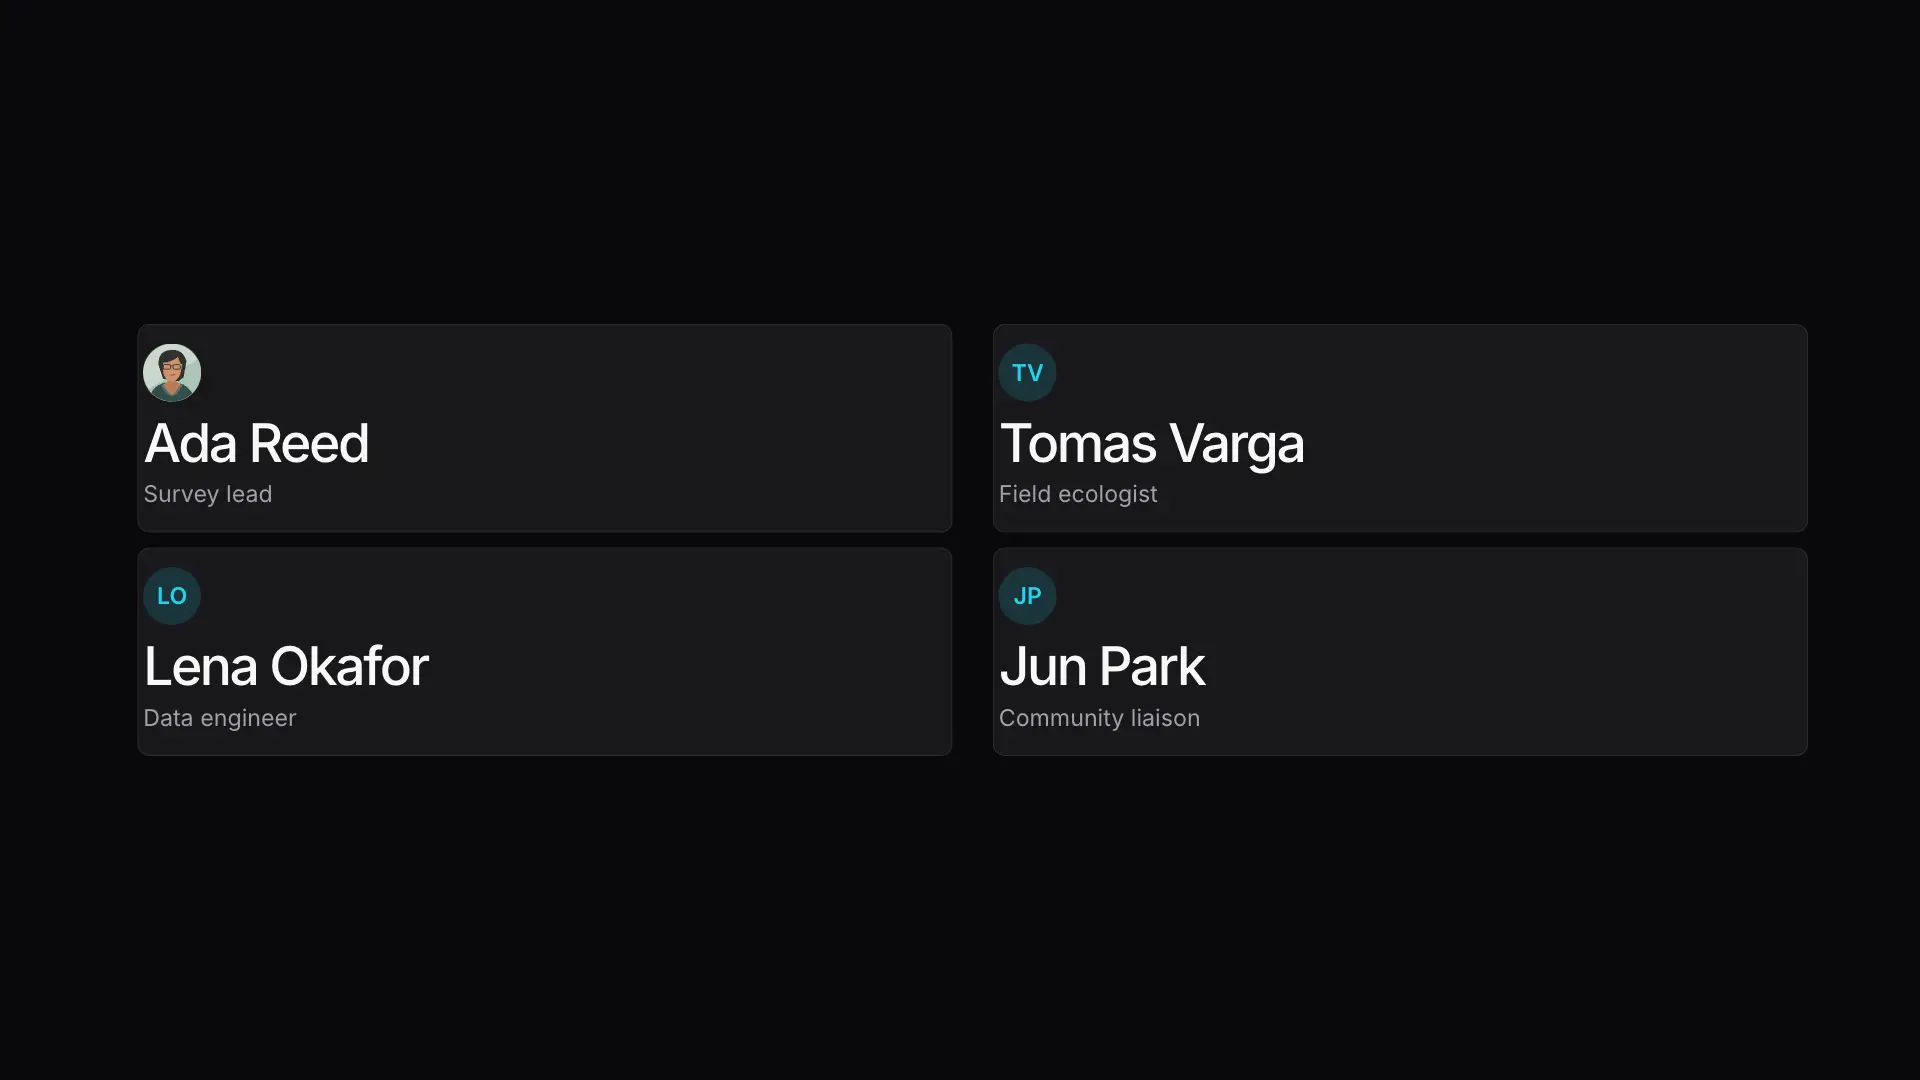 Ada Reed
Survey lead
TV
Tomas Varga
Field ecologist
LO
Lena Okafor
Data engineer
JP
Jun Park
Community liaison